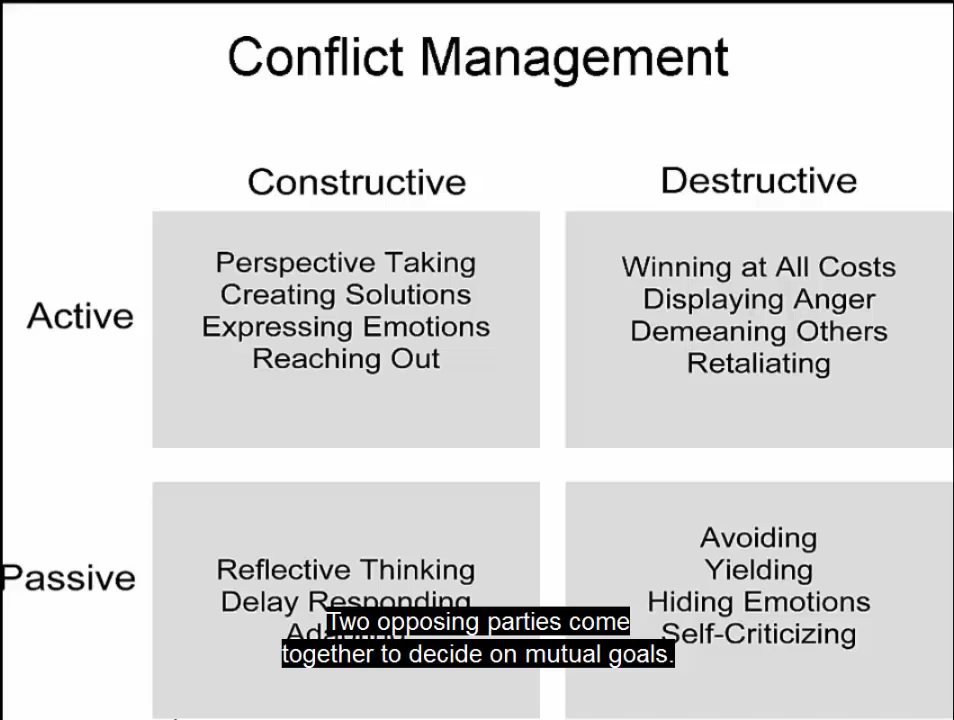 Conflict Management
Constructive
Destructive
Active
Perspective Taking
Creating Solutions
Expressing Emotions
Reaching Out
Winning at All Costs
Displaying Anger
Demeaning Others
Retaliating
Passive
Reflective Thinking
Delay Responding
Avoiding
Yielding
Hiding Emotions
Self-Criticizing
Two opposing parties come
together to decide on mutual goals.